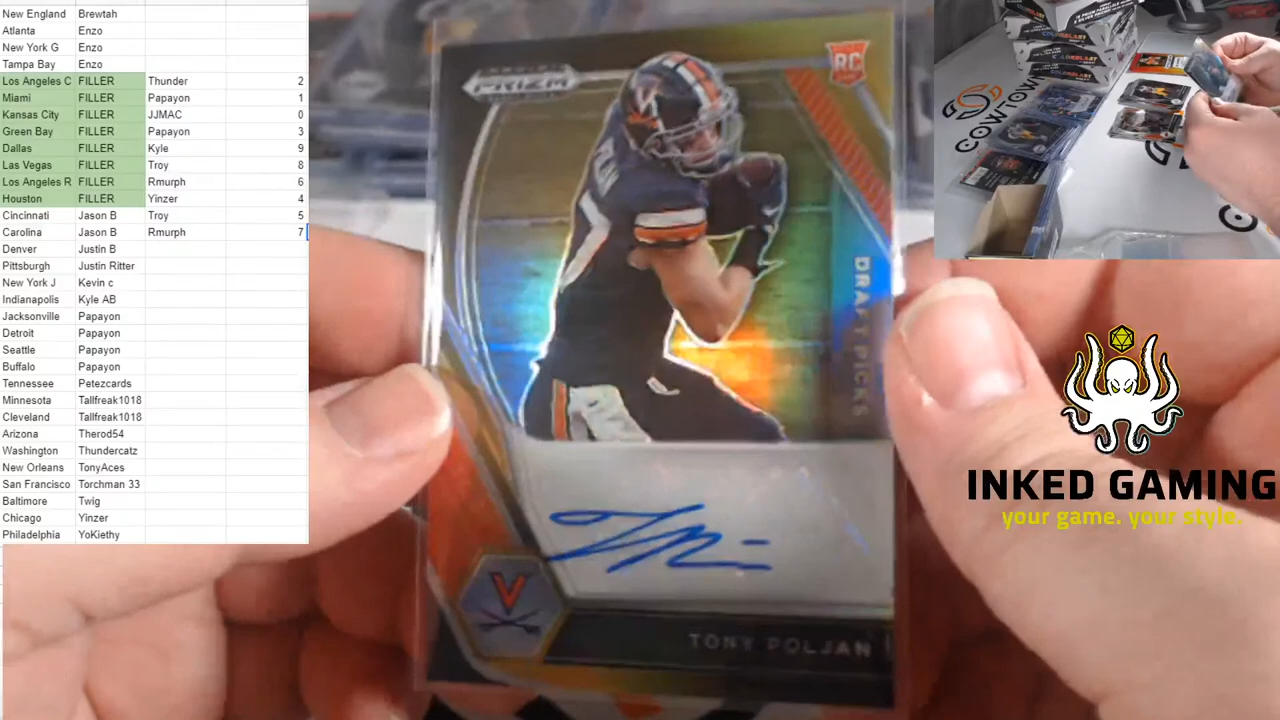 New England Brewtah
Atlanta Enzo
New York G Enzo
Tampa Bay Enzo
Los Angeles C FILLER Thunder 2
Miami FILLER Papayon 1
Kansas City FILLER JJMAC 0
Green Bay FILLER Papayon 3
Dallas FILLER Kyle 9
Las Vegas FILLER Troy 8
Los Angeles R FILLER Rmurph 6
Houston FILLER Yinzer 4
Cincinnati Jason B Troy 5
Carolina Jason B Rmurph 7
Denver Justin B
Pittsburgh Justin Ritter
New York J Kevin c
Indianapolis Kyle AB
Jacksonville Papayon
Detroit Papayon
Seattle Papayon
Buffalo Papayon
Tennessee Petezcards
Minnesota Tallfreak1018
Cleveland Tallfreak1018
Arizona Therod54
Washington Thundercatz
New Orleans TonyAces
San Francisco Torchman 33
Baltimore Twig
Chicago Yinzer
Philadelphia YoKiethy
PRIZM
RC
DRAFT PICKS
V
TONY POLJAN
COLORBLAST
COLORBLAST
COLORBLAST
COWTOWN
INKED GAMING
your game. your style.